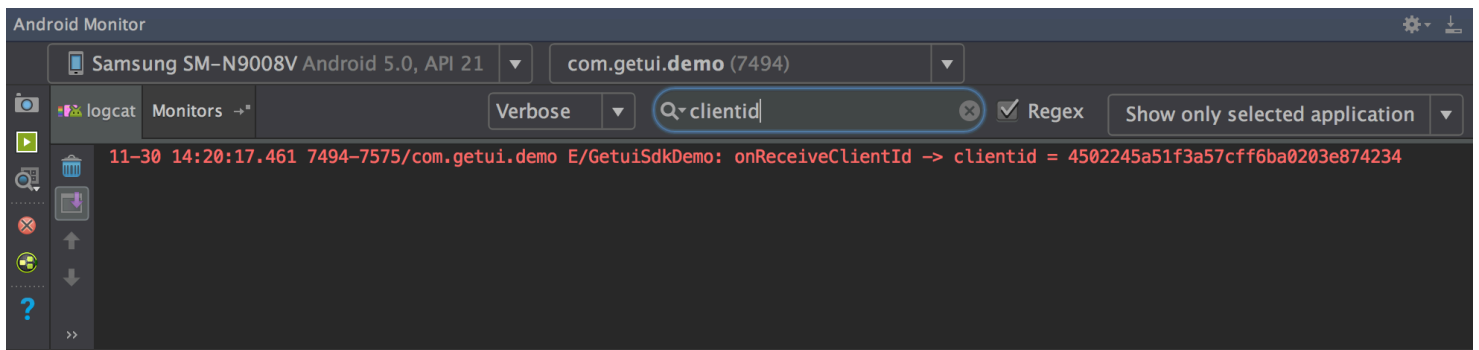 Android Monitor
Samsung SM-N9008V Android 5.0, API 21
com.getui.demo (7494)
logcat
Monitors
Verbose
clientid
Regex
Show only selected application
11-30 14:20:17.461 7494-7575/com.getui.demo E/GetuiSdkDemo: onReceiveClientId -> clientid = 4502245a51f3a57cff6ba0203e874234